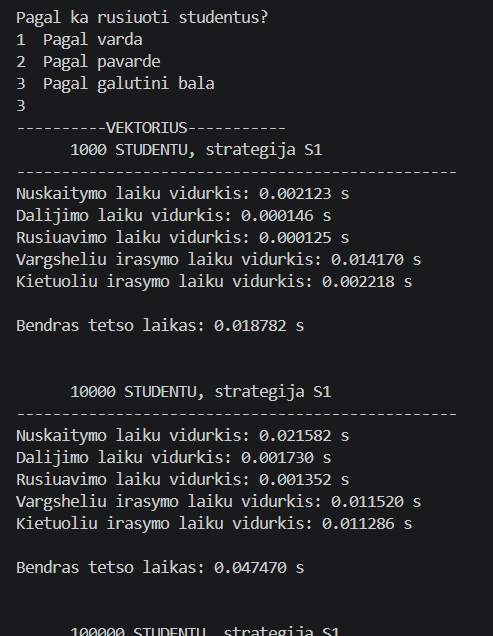 Pagal ka rusiuoti studentus?
1  Pagal varda
2  Pagal pavarde
3  Pagal galutini bala
3
----------VEKTORIUS-----------
1000 STUDENTU, strategija S1
-------------------------------------------------
Nuskaitymo laiku vidurkis: 0.002123 s
Dalijimo laiku vidurkis: 0.000146 s
Rusiuavimo laiku vidurkis: 0.000125 s
Vargsheliu irasymo laiku vidurkis: 0.014170 s
Kietuoliu irasymo laiku vidurkis: 0.002218 s
Bendras tetso laikas: 0.018782 s
10000 STUDENTU, strategija S1
-------------------------------------------------
Nuskaitymo laiku vidurkis: 0.021582 s
Dalijimo laiku vidurkis: 0.001730 s
Rusiuavimo laiku vidurkis: 0.001352 s
Vargsheliu irasymo laiku vidurkis: 0.011520 s
Kietuoliu irasymo laiku vidurkis: 0.011286 s
Bendras tetso laikas: 0.047470 s
100000 STUDENTU, strategija S1